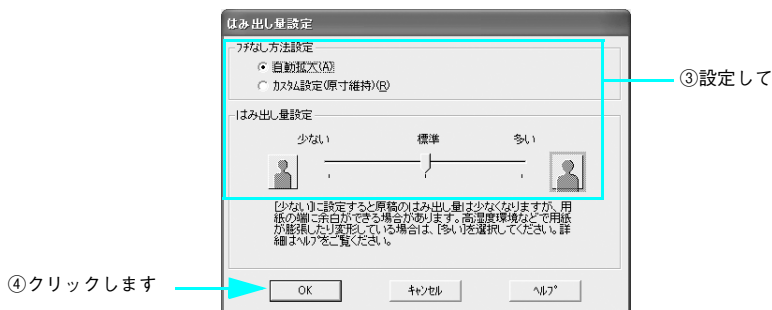 はみ出し量設定
フチなし方法設定
自動拡大(A)
カスタム設定(原寸維持)(R)
③設定して
はみ出し量設定
少ない 標準 多い
[少ない]に設定すると原稿のはみ出し量は少なくなりますが、用
紙の端に余白ができる場合があります。高湿度環境などで用紙
が膨張したり変形している場合は、[多い]を選択してください。詳
細はヘルプをご覧ください。
④クリックします
OK キャンセル ヘルプ